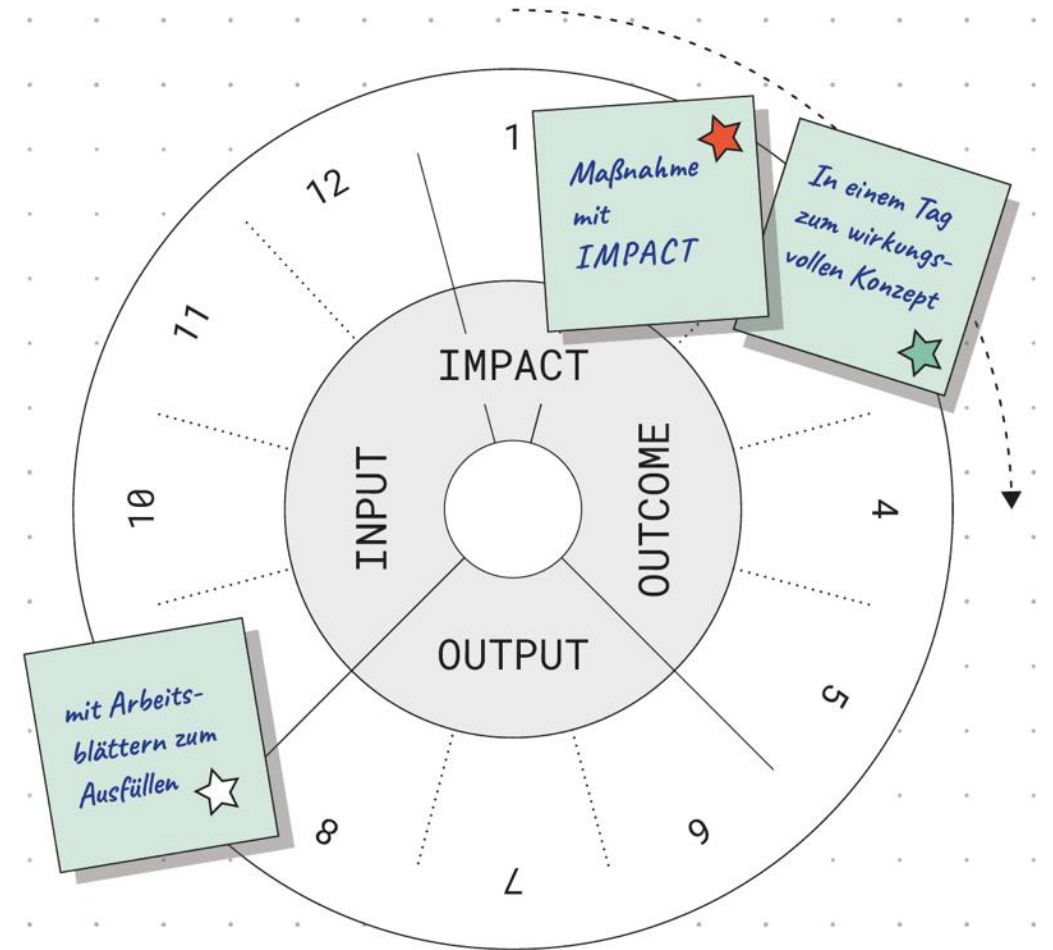 1
12
11
10
8
7
6
5
4
Maßnahme
mit
IMPACT
In einem Tag
zum wirkungs-
vollen Konzept
IMPACT
INPUT
OUTCOME
OUTPUT
mit Arbeits-
blättern zum
Ausfüllen